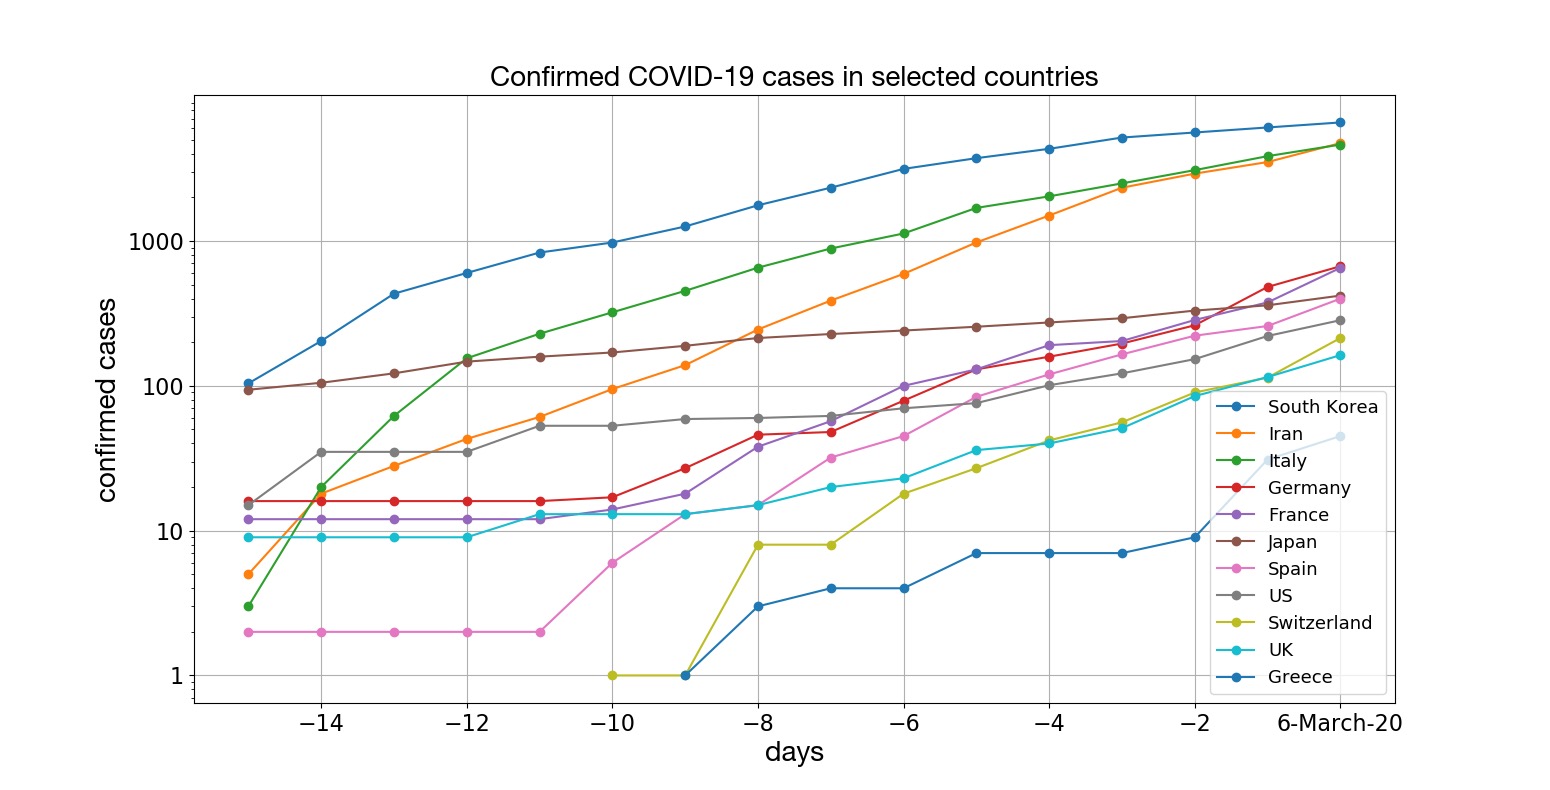 Confirmed COVID-19 cases in selected countries
confirmed cases
1000
100
10
1
−14
−12
−10
−8
−6
−4
−2
6-March-20
days
South Korea
Iran
Italy
Germany
France
Japan
Spain
US
Switzerland
UK
Greece